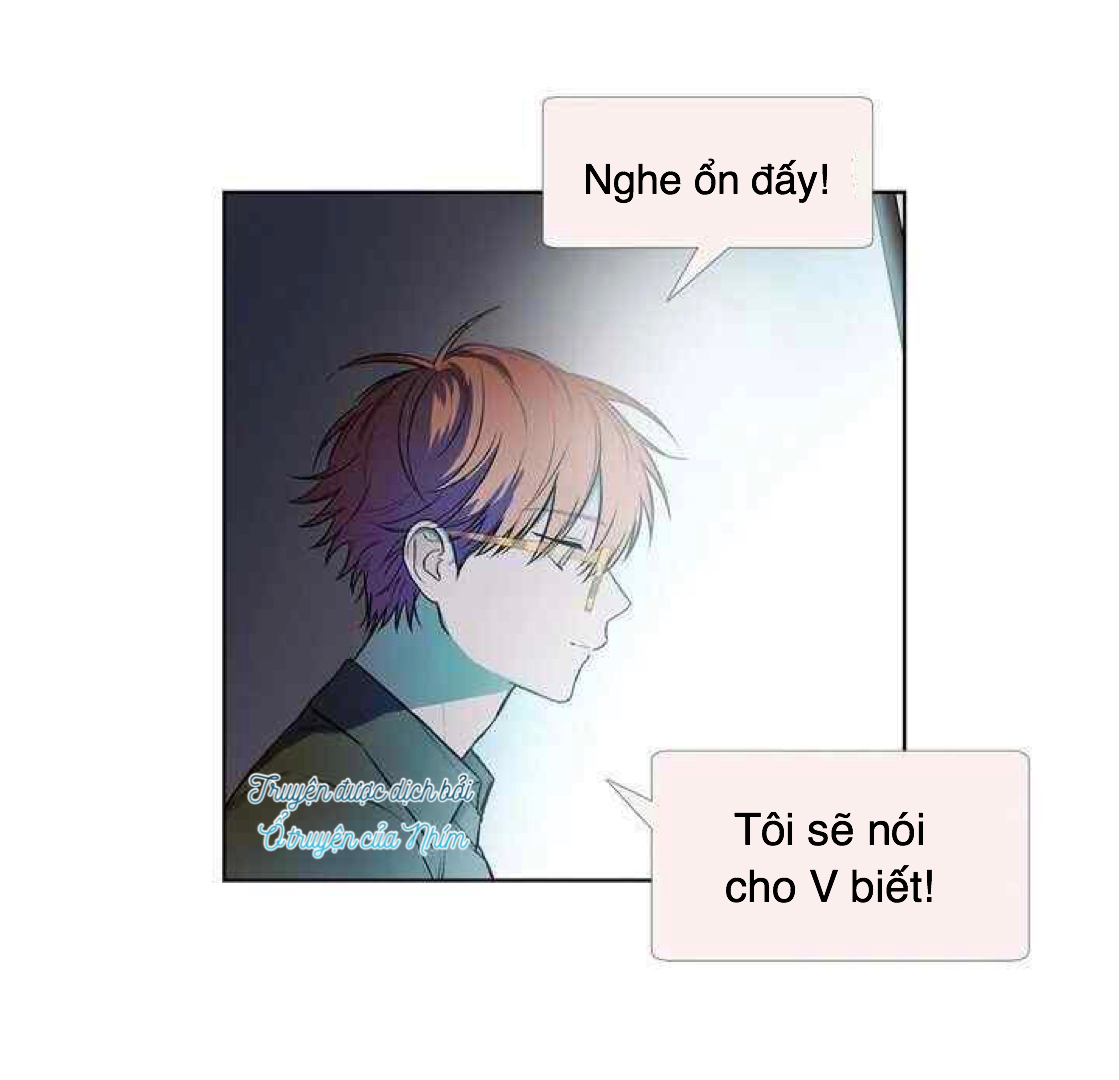 Nghe ổn đấy!
Truyện được dịch bởi
Ổ truyện của Nhím
Tôi sẽ nói
cho V biết!